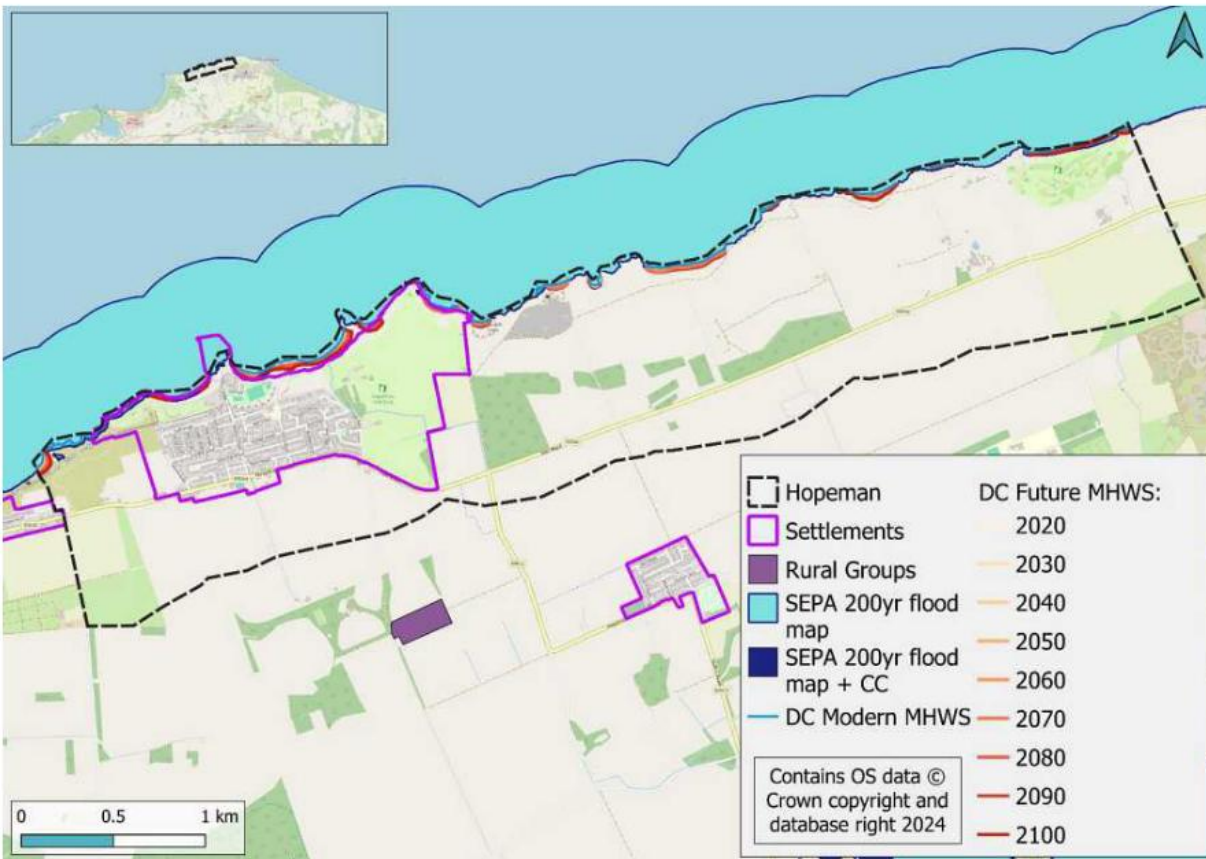 Hopeman
Settlements
Rural Groups
SEPA 200yr flood
map
SEPA 200yr flood
map + CC
DC Modern MHWS
DC Future MHWS:
2020
2030
2040
2050
2060
2070
2080
2090
2100
Contains OS data ©
Crown copyright and
database right 2024
0 0.5 1 km